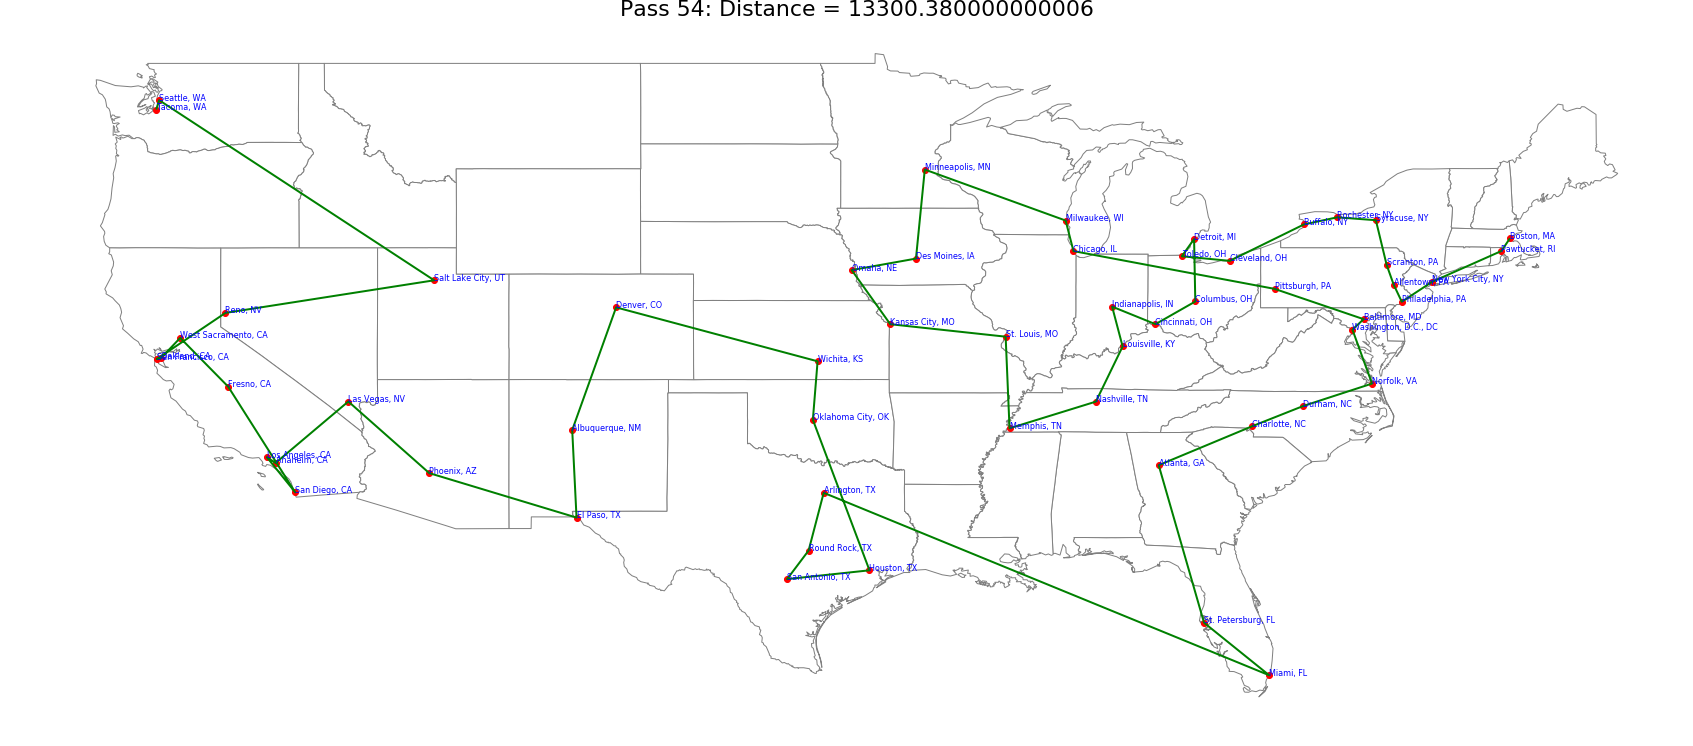 Pass 54: Distance = 13300.380000000006
Seattle, WA
Tacoma, WA
Minneapolis, MN
Milwaukee, WI
Buffalo, NY
Rochester, NY
Syracuse, NY
Boston, MA
Pawtucket, RI
Detroit, MI
Toledo, OH
Cleveland, OH
Chicago, IL
Des Moines, IA
Omaha, NE
Scranton, PA
Allentown, PA
New York City, NY
Philadelphia, PA
Pittsburgh, PA
Salt Lake City, UT
Reno, NV
Denver, CO
Columbus, OH
Indianapolis, IN
Cincinnati, OH
Baltimore, MD
Washington, D.C., DC
Kansas City, MO
St. Louis, MO
Louisville, KY
West Sacramento, CA
Oakland, CA
San Francisco, CA
Wichita, KS
Fresno, CA
Norfolk, VA
Las Vegas, NV
Nashville, TN
Durham, NC
Oklahoma City, OK
Charlotte, NC
Albuquerque, NM
Memphis, TN
Los Angeles, CA
Anaheim, CA
Atlanta, GA
Phoenix, AZ
San Diego, CA
Arlington, TX
El Paso, TX
Round Rock, TX
Houston, TX
San Antonio, TX
St. Petersburg, FL
Miami, FL